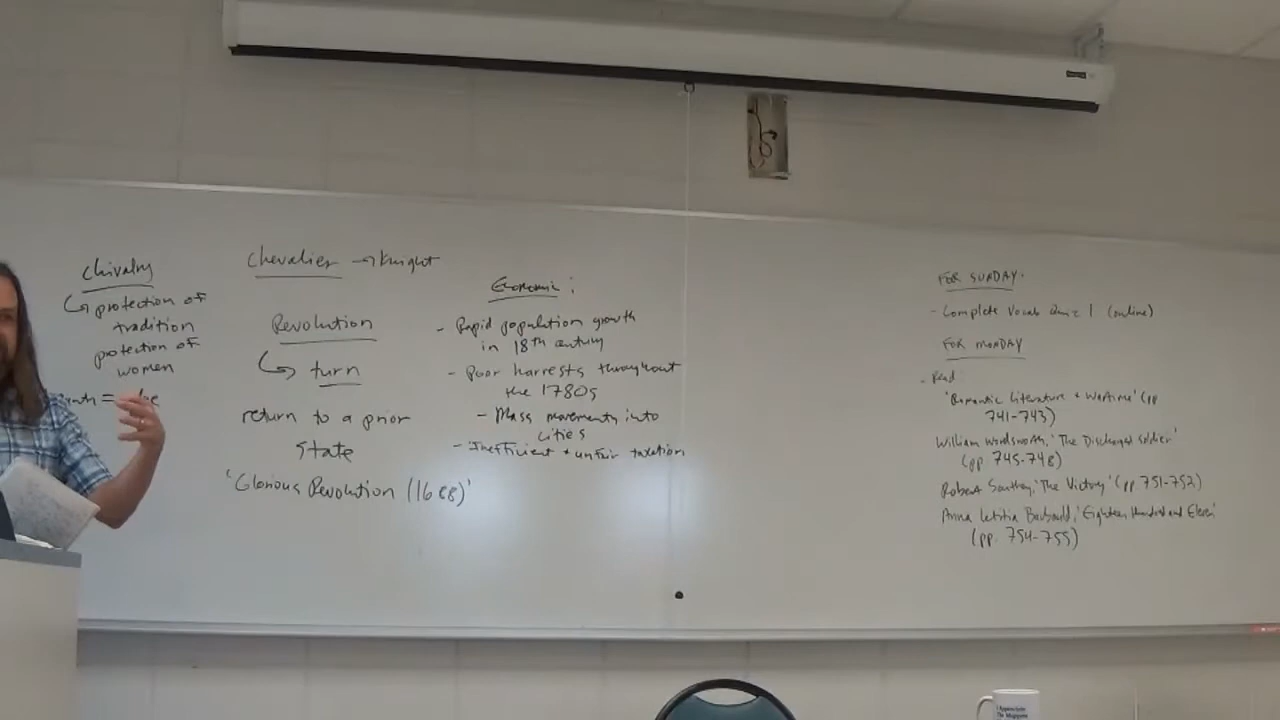 Chivalry
↳ protection of
tradition
protection of
women
Chevalier → Knight
Revolution
↳ turn
return to a prior
state
'Glorious Revolution (1688)'
Economic:
- Rapid population growth
in 18th century
- Poor harvests throughout
the 1780s
- Mass movements into
cities
- Inefficient + unfair taxation
FOR SUNDAY:
- Complete Vocab Quiz 1 (online)
FOR MONDAY
- Read
'Romantic Literature + Wartime' (pp
741-743)
William Wordsworth, 'The Discharged Soldier'
(pp 745-748)
Robert Southey, 'The Victory' (pp 751-752)
Anna Letitia Barbauld, 'Eighteen Hundred and Eleven'
(pp. 754-755)
I Appreciate